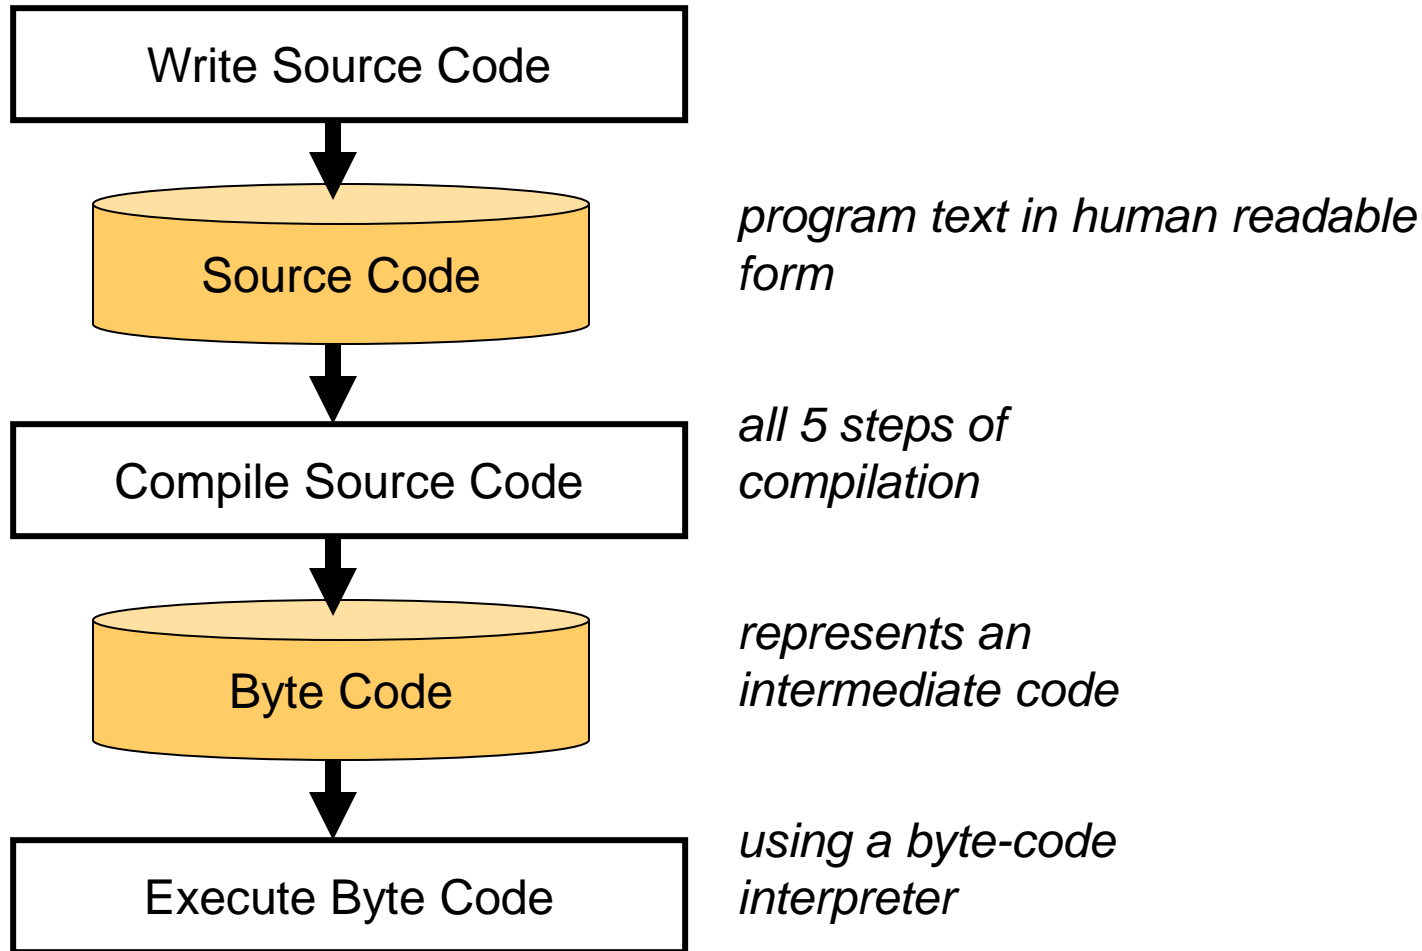 Write Source Code
Source Code
program text in human readable
form
Compile Source Code
all 5 steps of
compilation
Byte Code
represents an
intermediate code
Execute Byte Code
using a byte-code
interpreter